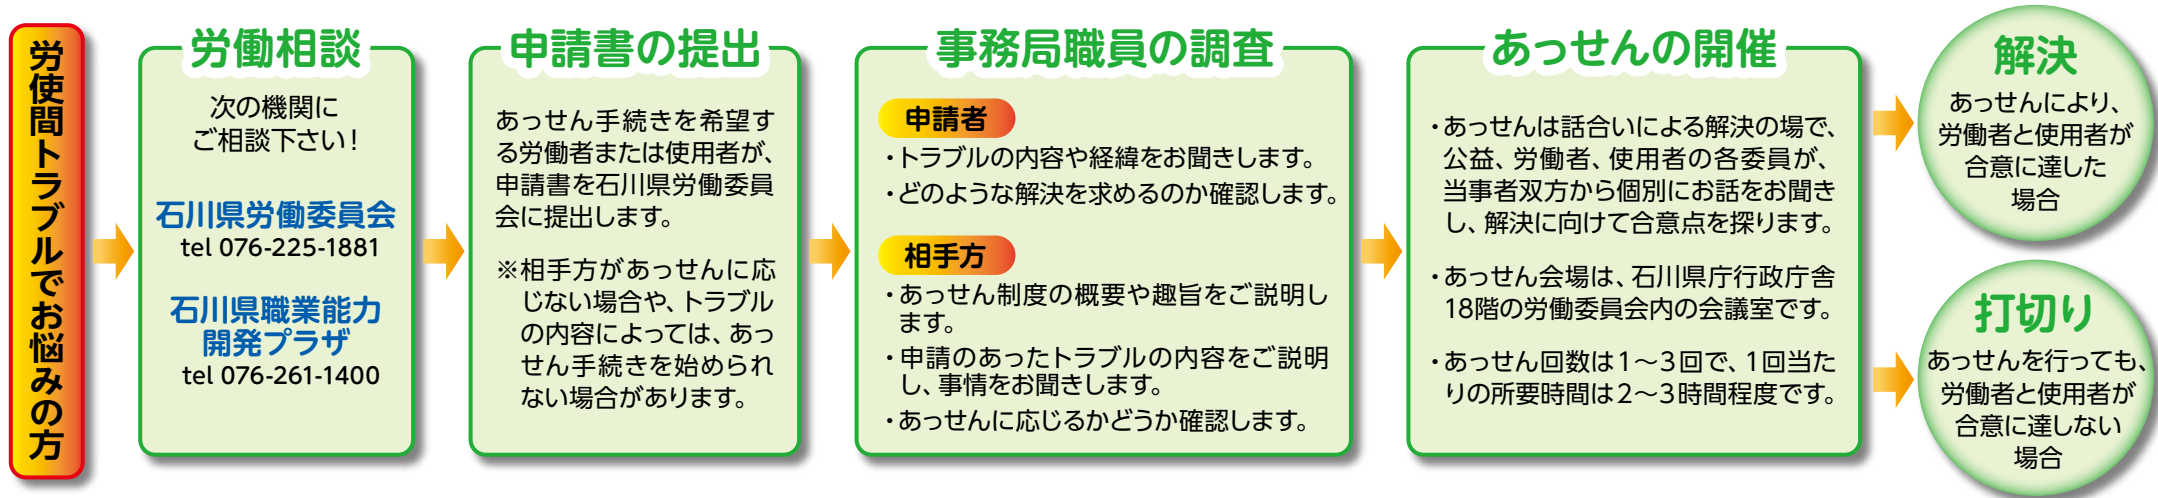 労使間トラブルでお悩みの方
労働相談
次の機関に
ご相談下さい！
石川県労働委員会
tel 076-225-1881
石川県職業能力
開発プラザ
tel 076-261-1400
申請書の提出
あっせん手続きを希望す
る労働者または使用者が、
申請書を石川県労働委員
会に提出します。
※相手方があっせんに応
じない場合や、トラブル
の内容によっては、あっ
せん手続きを始められ
ない場合があります。
事務局職員の調査
申請者
・トラブルの内容や経緯をお聞きします。
・どのような解決を求めるのか確認します。
相手方
・あっせん制度の概要や趣旨をご説明し
ます。
・申請のあったトラブルの内容をご説明
し、事情をお聞きします。
・あっせんに応じるかどうか確認します。
あっせんの開催
・あっせんは話合いによる解決の場で、
公益、労働者、使用者の各委員が、
当事者双方から個別にお話をお聞き
し、解決に向けて合意点を探ります。
・あっせん会場は、石川県庁行政庁舎
18階の労働委員会内の会議室です。
・あっせん回数は1～3回で、1回当た
りの所要時間は2～3時間程度です。
解決
あっせんにより、
労働者と使用者が
合意に達した
場合
打切り
あっせんを行っても、
労働者と使用者が
合意に達しない
場合